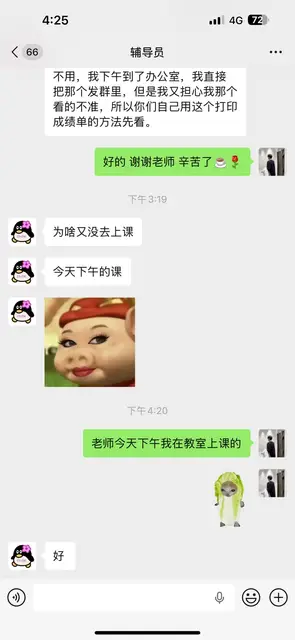 4:25
4G
72
66
辅导员
不用，我下午到了办公室，我直接
把那个发群里，但是我又担心我那个
看的不准，所以你们自己用这个打印
成绩单的方法先看。
好的 谢谢老师 辛苦了
下午3:19
为啥又没去上课
今天下午的课
下午4:20
老师今天下午我在教室上课的
好